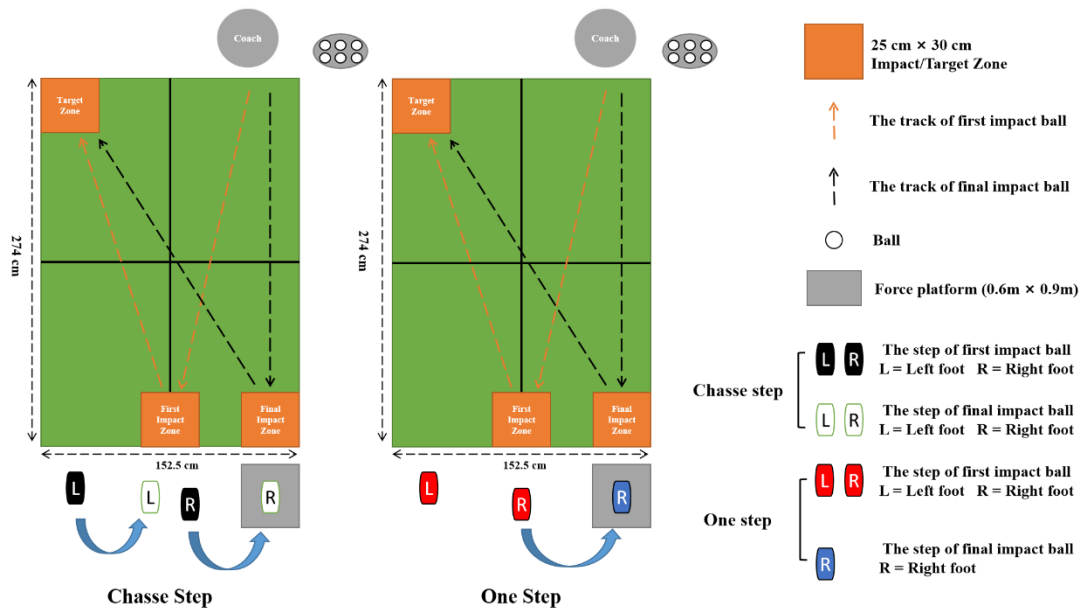 Coach
Target
Zone
274 cm
First
Impact
Zone
Final
Impact
Zone
152.5 cm
L
L
R
R
Chasse Step
Coach
Target
Zone
274 cm
First
Impact
Zone
Final
Impact
Zone
152.5 cm
L
R
R
One Step
25 cm × 30 cm
Impact/Target Zone
The track of first impact ball
The track of final impact ball
Ball
Force platform (0.6m × 0.9m)
Chasse step
L R
The step of first impact ball
L = Left foot R = Right foot
L R
The step of final impact ball
L = Left foot R = Right foot
One step
L R
The step of first impact ball
L = Left foot R = Right foot
R
The step of final impact ball
R = Right foot